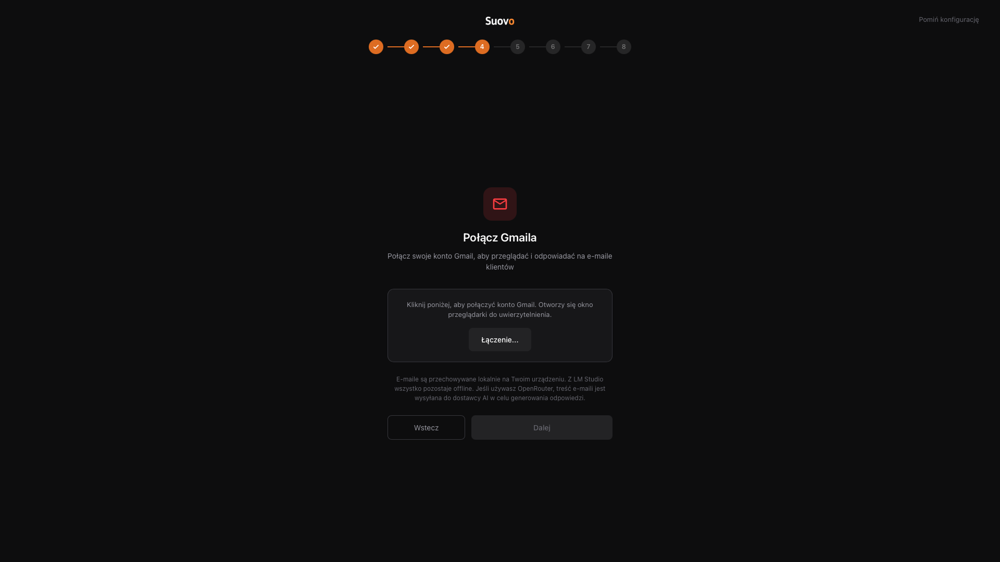 Suovo
Pomiń konfigurację
4
5
6
7
8
Połącz Gmaila
Połącz swoje konto Gmail, aby przeglądać i odpowiadać na e-maile
klientów
Kliknij poniżej, aby połączyć konto Gmail. Otworzy się okno
przeglądarki do uwierzytelnienia.
Łączenie...
E-maile są przechowywane lokalnie na Twoim urządzeniu. Z LM Studio
wszystko pozostaje offline. Jeśli używasz OpenRouter, treść e-maili jest
wysyłana do dostawcy AI w celu generowania odpowiedzi.
Wstecz
Dalej